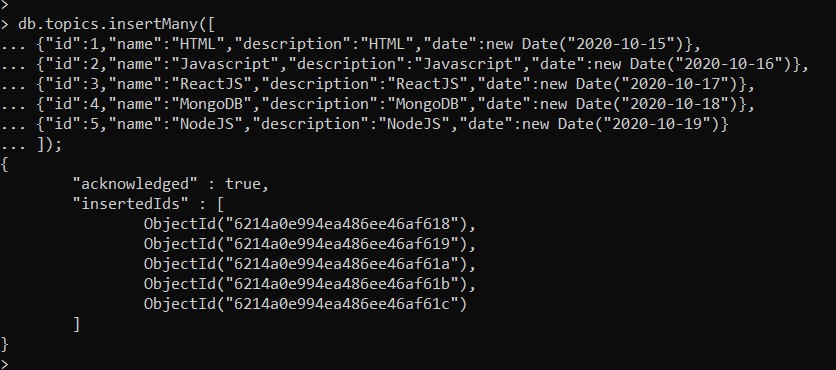 >
> db.topics.insertMany([
... {"id":1,"name":"HTML","description":"HTML","date":new Date("2020-10-15")},
... {"id":2,"name":"Javascript","description":"Javascript","date":new Date("2020-10-16")},
... {"id":3,"name":"ReactJS","description":"ReactJS","date":new Date("2020-10-17")},
... {"id":4,"name":"MongoDB","description":"MongoDB","date":new Date("2020-10-18")},
... {"id":5,"name":"NodeJS","description":"NodeJS","date":new Date("2020-10-19")}
... ]);
{
        "acknowledged" : true,
        "insertedIds" : [
                ObjectId("6214a0e994ea486ee46af618"),
                ObjectId("6214a0e994ea486ee46af619"),
                ObjectId("6214a0e994ea486ee46af61a"),
                ObjectId("6214a0e994ea486ee46af61b"),
                ObjectId("6214a0e994ea486ee46af61c")
        ]
}
>